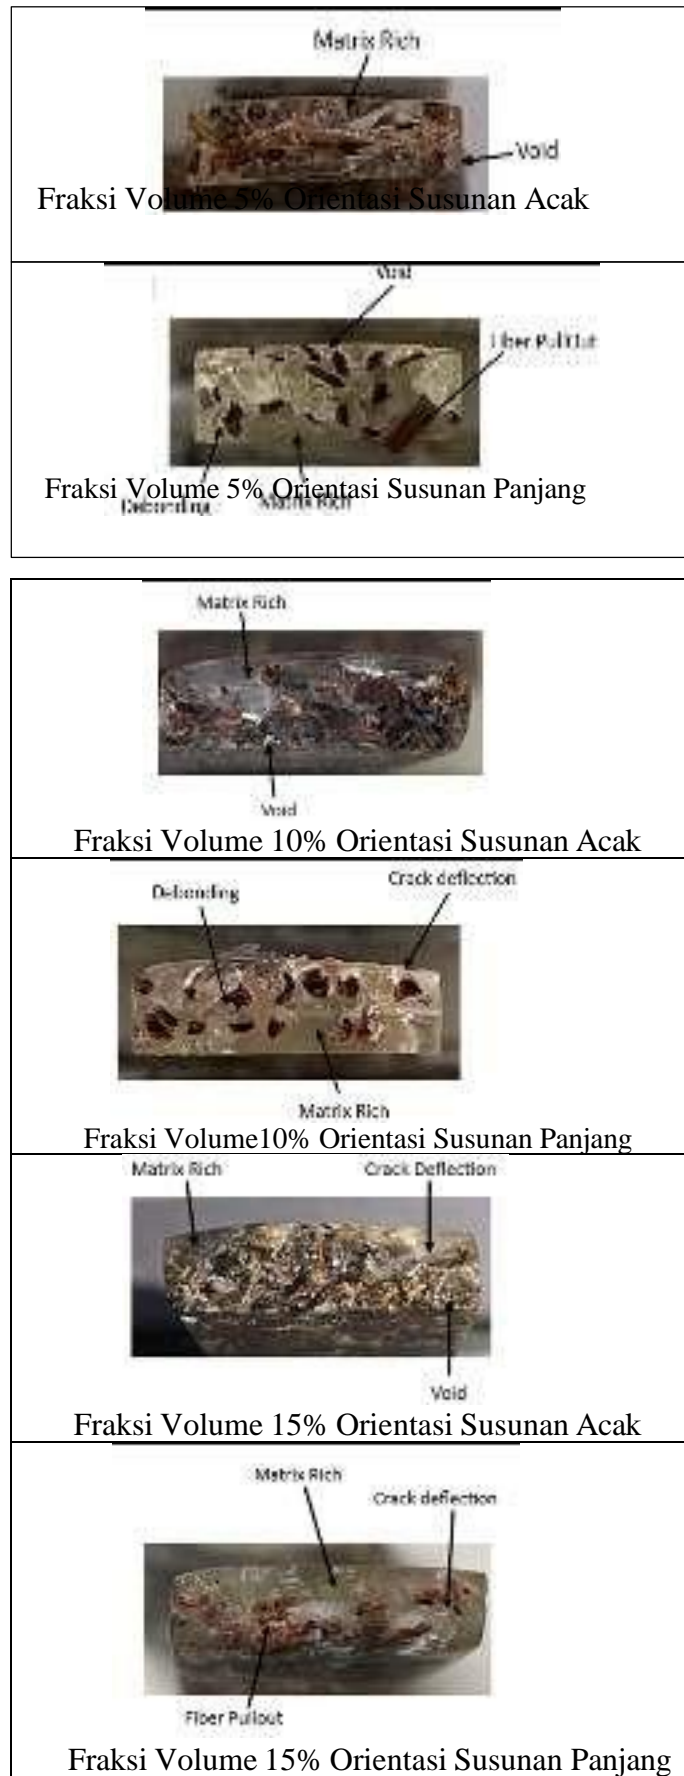 Matrix Rich
Void
Fraksi Volume 5% Orientasi Susunan Acak
Void
Fiber PullOut
Fraksi Volume 5% Orientasi Susunan Panjang
Debonding
Matrix Rich
Matrix Rich
Void
Fraksi Volume 10% Orientasi Susunan Acak
Debonding
Crack deflection
Matrix Rich
Fraksi Volume10% Orientasi Susunan Panjang
Matrix Rich
Crack Deflection
Void
Fraksi Volume 15% Orientasi Susunan Acak
Matrix Rich
Crack deflection
Fiber Pullout
Fraksi Volume 15% Orientasi Susunan Panjang